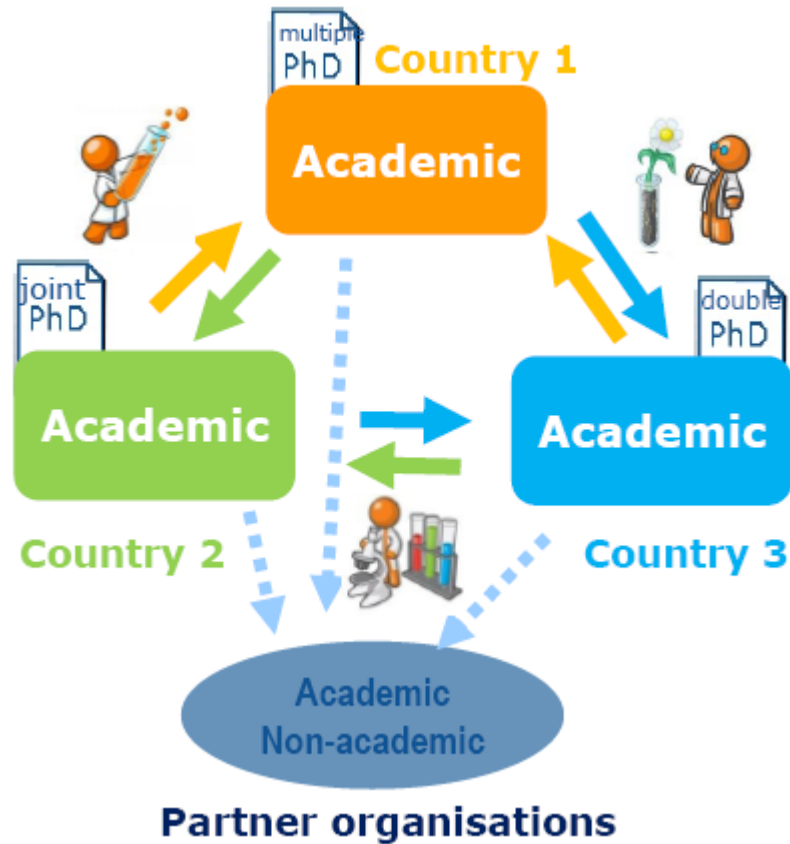 multiple
PhD
Country 1
Academic
joint
PhD
double
PhD
Academic
Academic
Country 2
Country 3
Academic
Non-academic
Partner organisations